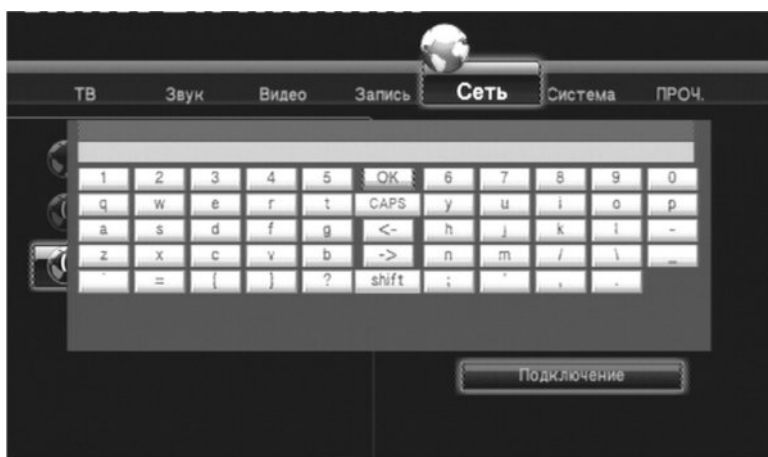 ТВ Звук Видео Запись Сеть Система ПРОЧ.
1 2 3 4 5 OK 6 7 8 9 0
q w e r t CAPS y u i o p
a s d f g <- h j k l -
z x c v b -> n m / \ _
` = { } ? shift ; ' , .
Подключение